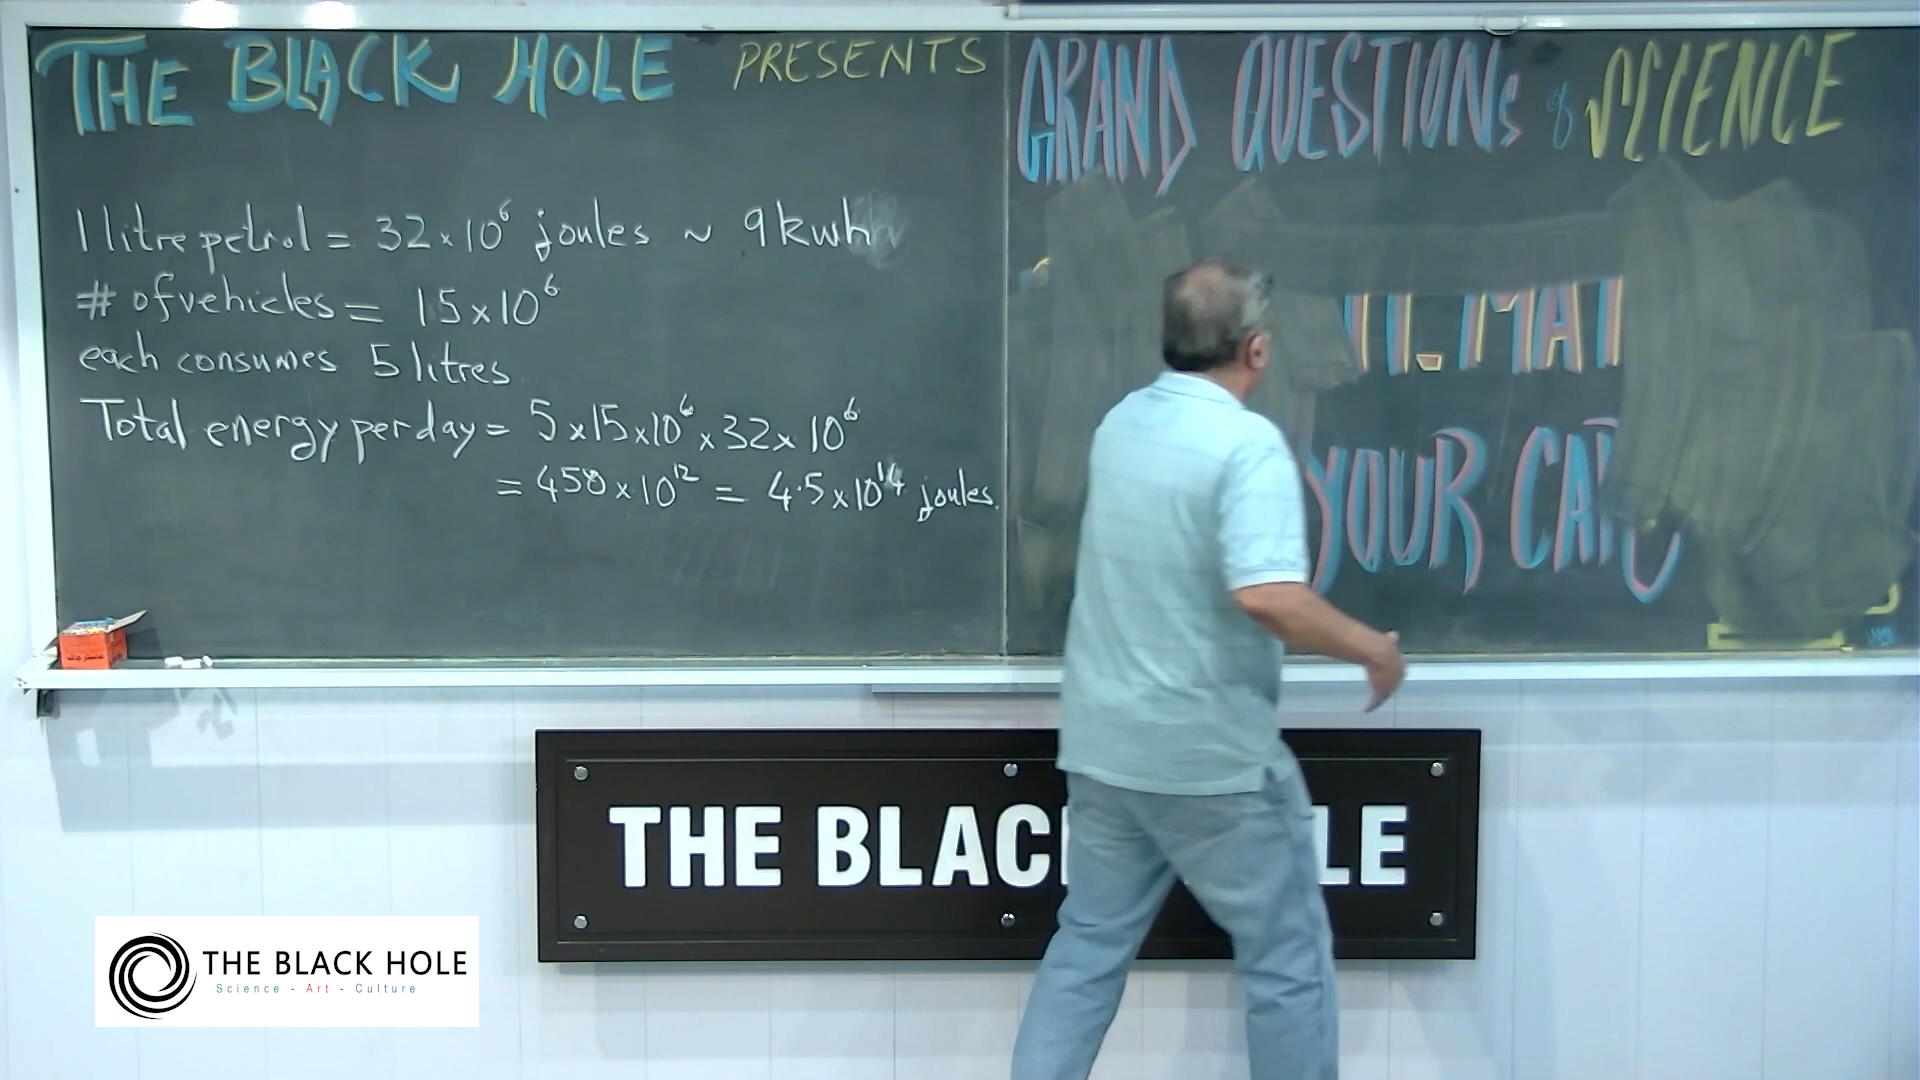 THE BLACK HOLE PRESENTS
GRAND QUESTIONS of SCIENCE
1 litre petrol = 32 × 10⁶ joules ~ 9 kwh
# of vehicles = 15 × 10⁶
each consumes 5 litres
Total energy per day = 5 × 15 × 10⁶ × 32 × 10⁶
= 450 × 10¹² = 4.5 × 10¹⁴ joules.
YOUR
THE BLAC LE
THE BLACK HOLE
Science - Art - Culture